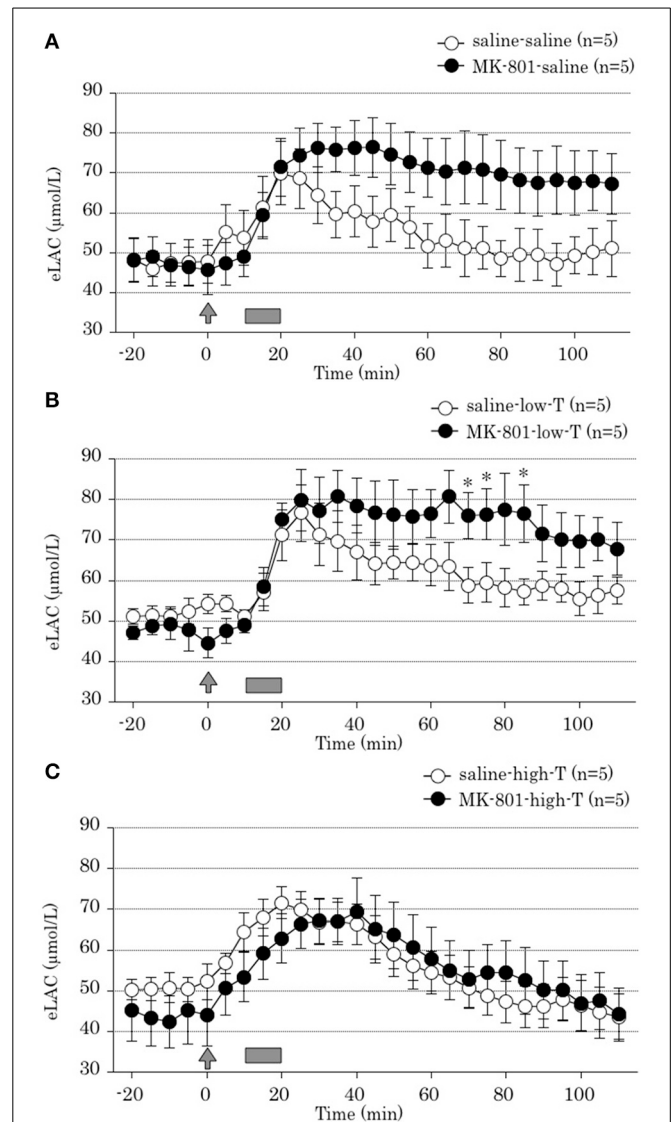 A
saline-saline (n=5)
MK-801-saline (n=5)
90
80
70
60
50
40
30
eLAC (μmol/L)
-20 0 20 40 60 80 100
Time (min)
B
saline-low-T (n=5)
MK-801-low-T (n=5)
90
80
70
60
50
40
30
eLAC (μmol/L)
* * *
-20 0 20 40 60 80 100
Time (min)
C
saline-high-T (n=5)
MK-801-high-T (n=5)
90
80
70
60
50
40
30
eLAC (μmol/L)
-20 0 20 40 60 80 100
Time (min)